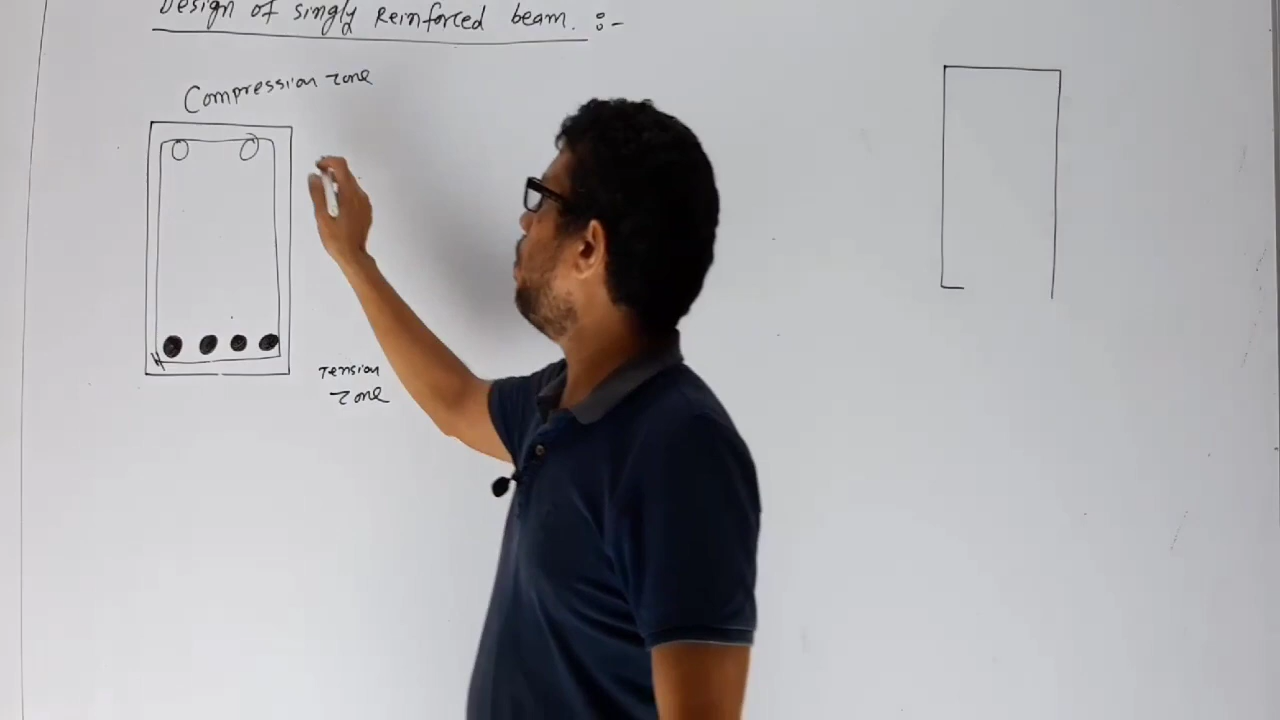 Design of singly Reinforced beam. :-
Compression zone
Tension
zone